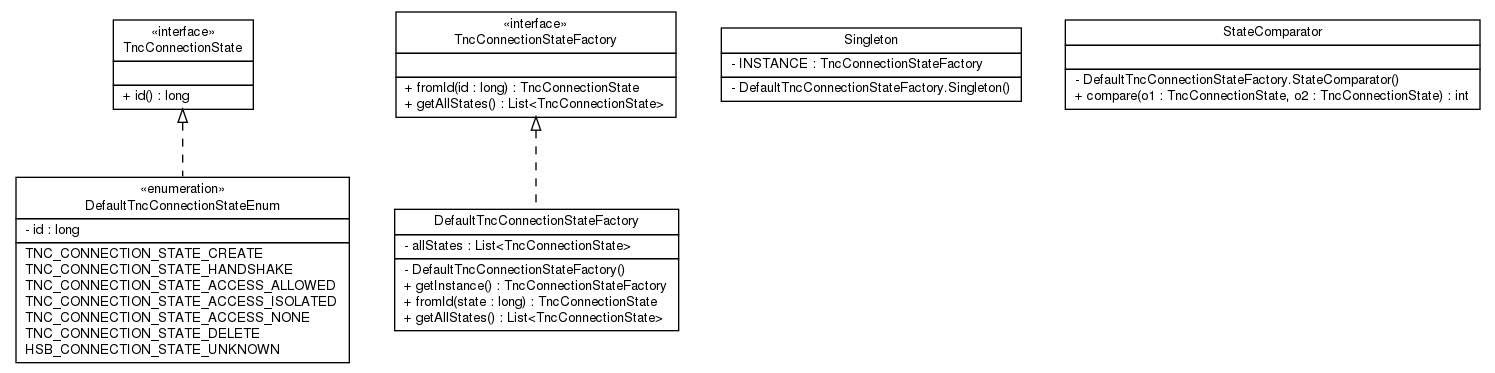 «interface»
TncConnectionState
+ id() : long
«enumeration»
DefaultTncConnectionStateEnum
- id : long
TNC_CONNECTION_STATE_CREATE
TNC_CONNECTION_STATE_HANDSHAKE
TNC_CONNECTION_STATE_ACCESS_ALLOWED
TNC_CONNECTION_STATE_ACCESS_ISOLATED
TNC_CONNECTION_STATE_ACCESS_NONE
TNC_CONNECTION_STATE_DELETE
HSB_CONNECTION_STATE_UNKNOWN
«interface»
TncConnectionStateFactory
+ fromId(id : long) : TncConnectionState
+ getAllStates() : List<TncConnectionState>
DefaultTncConnectionStateFactory
- allStates : List<TncConnectionState>
- DefaultTncConnectionStateFactory()
+ getInstance() : TncConnectionStateFactory
+ fromId(state : long) : TncConnectionState
+ getAllStates() : List<TncConnectionState>
Singleton
- INSTANCE : TncConnectionStateFactory
- DefaultTncConnectionStateFactory.Singleton()
StateComparator
- DefaultTncConnectionStateFactory.StateComparator()
+ compare(o1 : TncConnectionState, o2 : TncConnectionState) : int